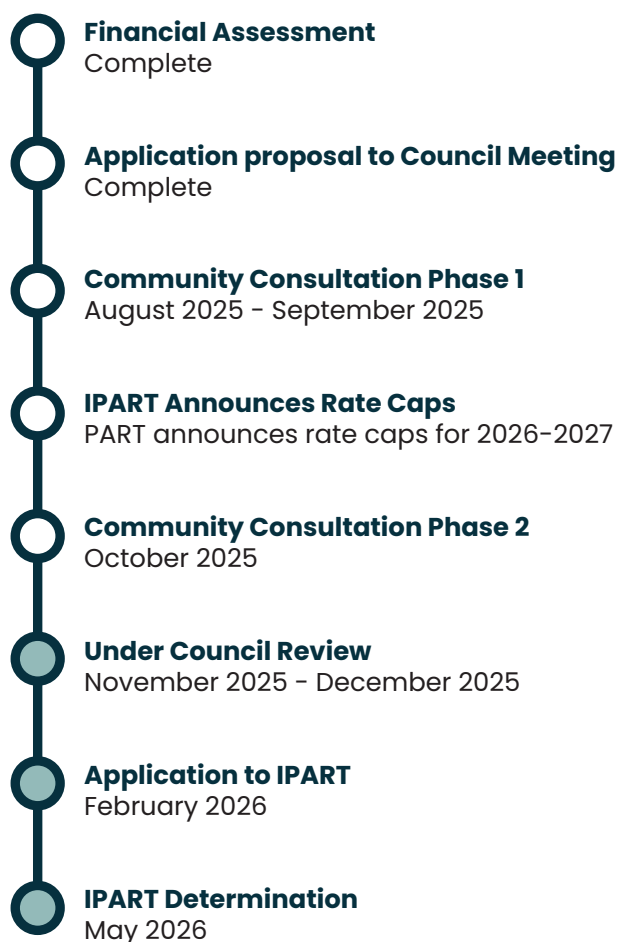 Financial Assessment
Complete
Application proposal to Council Meeting
Complete
Community Consultation Phase 1
August 2025 - September 2025
IPART Announces Rate Caps
PART announces rate caps for 2026-2027
Community Consultation Phase 2
October 2025
Under Council Review
November 2025 - December 2025
Application to IPART
February 2026
IPART Determination
May 2026